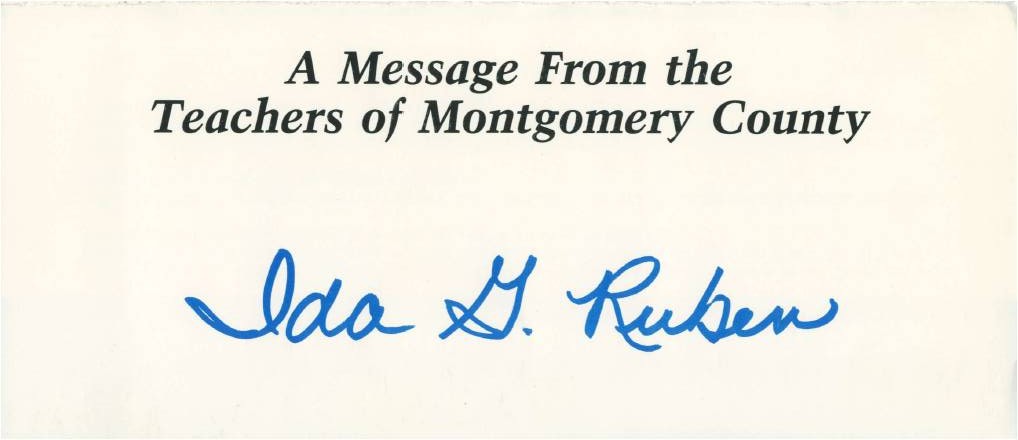 A Message From the
Teachers of Montgomery County
Ida G. Ruben